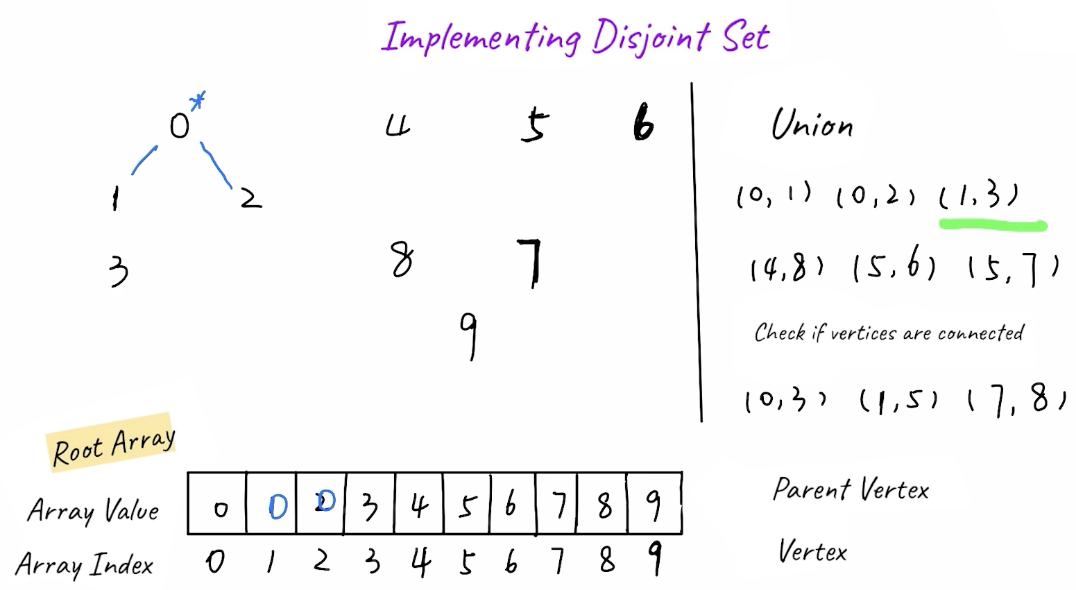 Implementing Disjoint Set
0*
4 5 6
1 2
3 8 7
9
Union
(0, 1) (0, 2) (1, 3)
(4, 8) (5, 6) (5, 7)
Check if vertices are connected
(0, 3) (1, 5) (7, 8)
Root Array
Array Value 0 0 0 3 4 5 6 7 8 9 Parent Vertex
Array Index 0 1 2 3 4 5 6 7 8 9 Vertex